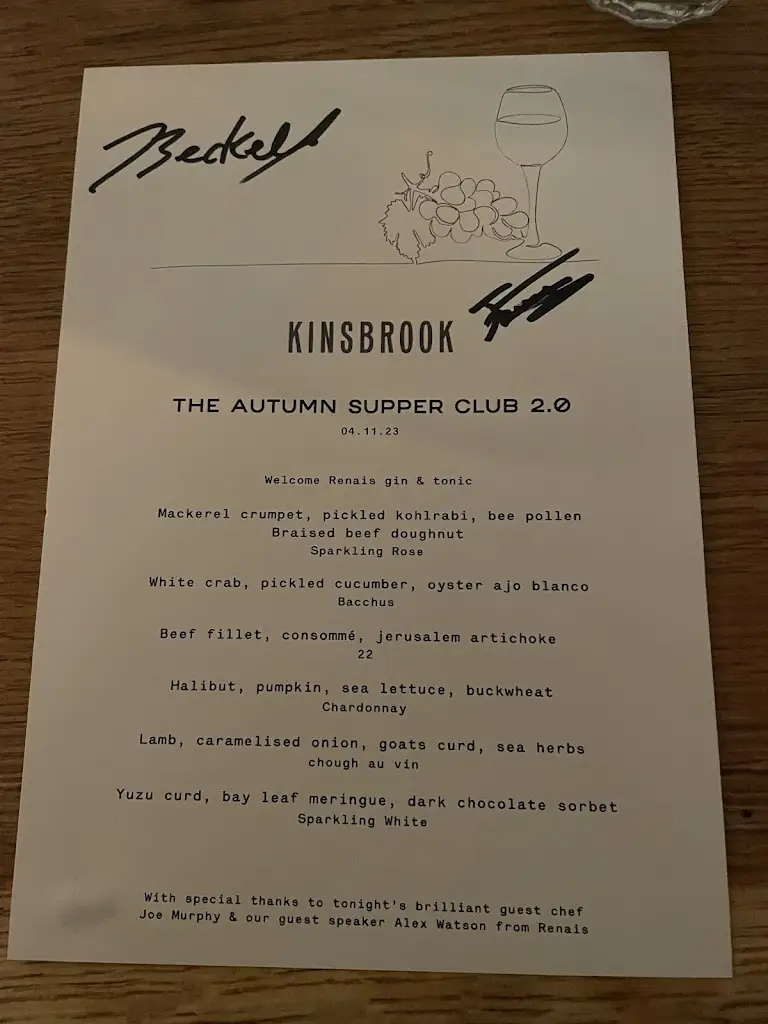 KINSBROOK
THE AUTUMN SUPPER CLUB 2.0
04.11.23
Welcome Renais gin & tonic
Mackerel crumpet, pickled kohlrabi, bee pollen
Braised beef doughnut
Sparkling Rose
White crab, pickled cucumber, oyster ajo blanco
Bacchus
Beef fillet, consommé, jerusalem artichoke
22
Halibut, pumpkin, sea lettuce, buckwheat
Chardonnay
Lamb, caramelised onion, goats curd, sea herbs
chough au vin
Yuzu curd, bay leaf meringue, dark chocolate sorbet
Sparkling White
With special thanks to tonight's brilliant guest chef
Joe Murphy & our guest speaker Alex Watson from Renais